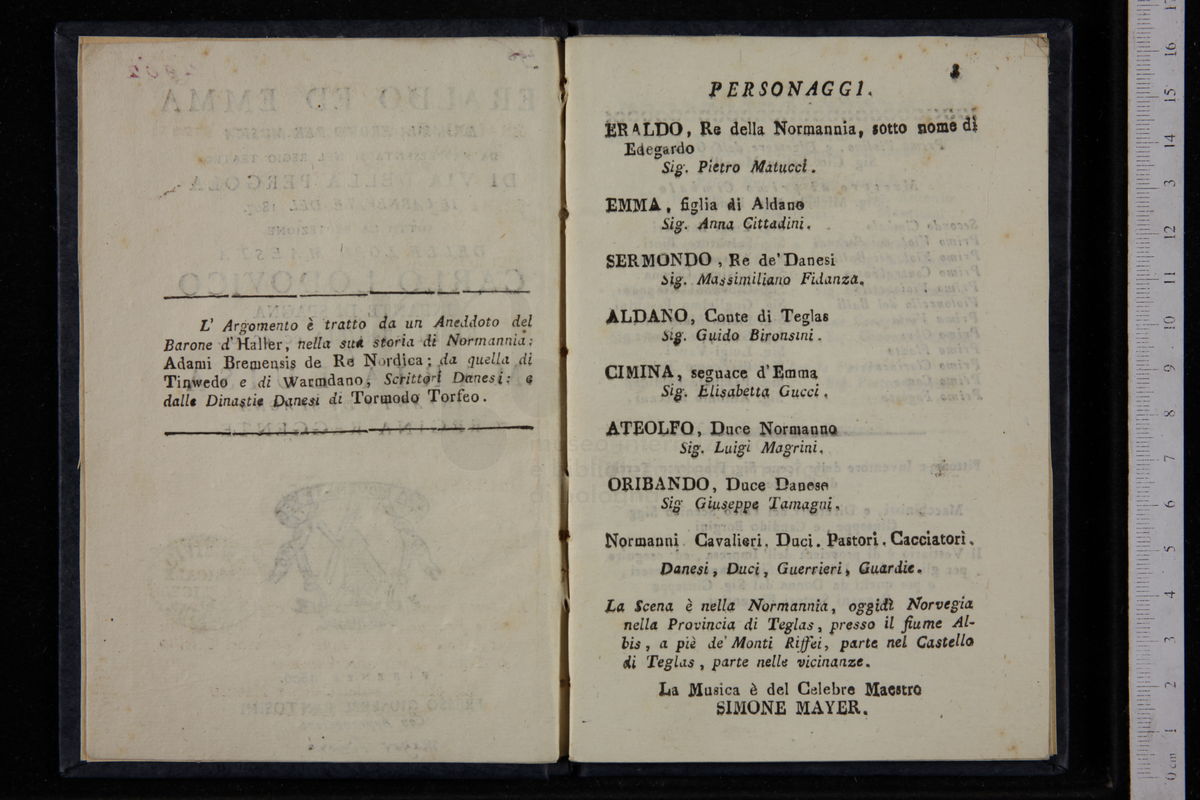 L' Argomento è tratto da un Aneddoto del
Barone d'Haller, nella sua storia di Normannia;
Adami Bremensis de Re Nordica; da quella di
Tinwedo e di Warmdano, Scrittori Danesi: e
dalle Dinastie Danesi di Tormodo Torfeo.
3
PERSONAGGI.
ERALDO, Re della Normannia, sotto nome di
Edegardo
Sig. Pietro Matucci.
EMMA, figlia di Aldano
Sig. Anna Cittadini.
SERMONDO, Re de' Danesi
Sig. Massimiliano Fidanza.
ALDANO, Conte di Teglas
Sig. Guido Bironsini.
CIMINA, seguace d'Emma
Sig. Elisabetta Gucci.
ATEOLFO, Duce Normanno
Sig. Luigi Magrini.
ORIBANDO, Duce Danese
Sig Giuseppe Tamagni.
Normanni. Cavalieri. Duci. Pastori. Cacciatori.
Danesi, Duci, Guerrieri, Guardie.
La Scena è nella Normannia, oggidì Norvegia
nella Provincia di Teglas, presso il fiume Al-
bis, a piè de' Monti Riffei, parte nel Castello
di Teglas, parte nelle vicinanze.
La Musica è del Celebre Maestro
SIMONE MAYER.